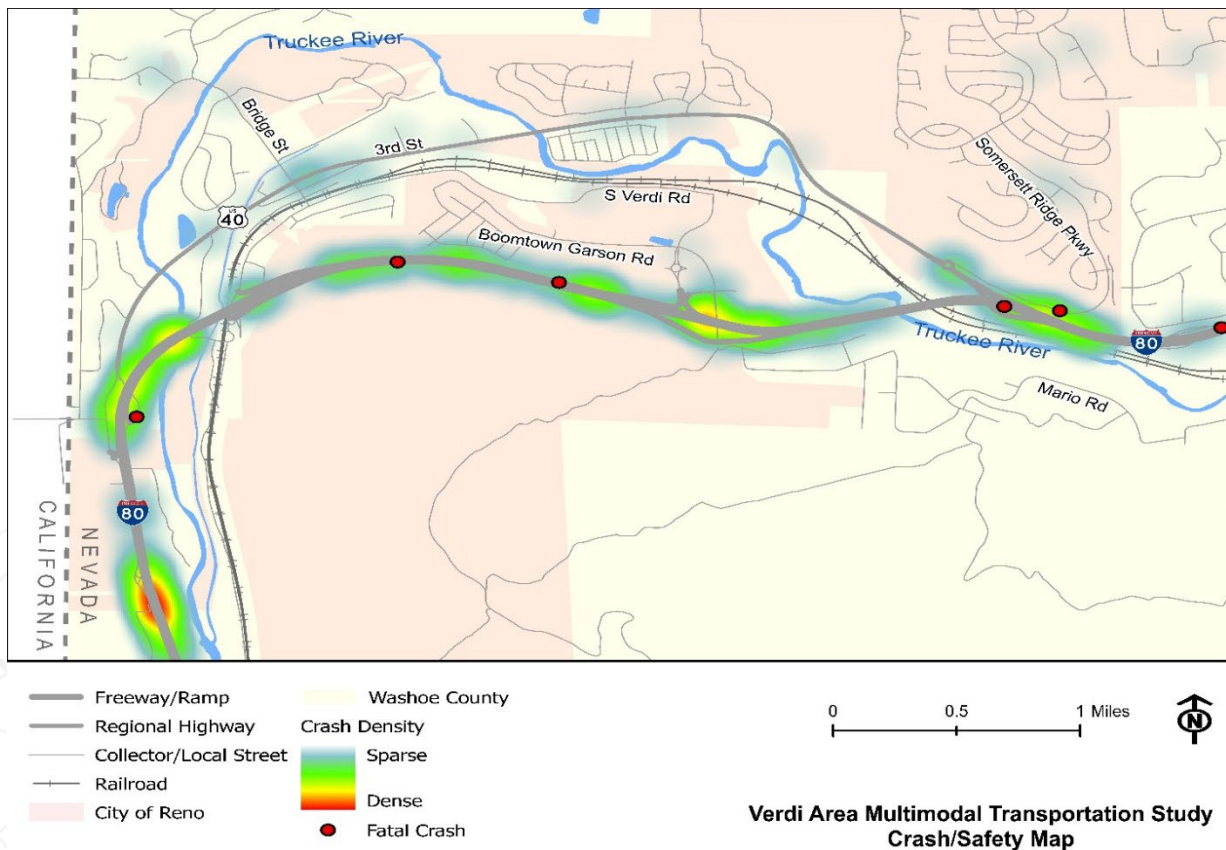 Truckee River
Bridge St
3rd St
US
40
S Verdi Rd
Somersett Ridge Pkwy
Boomtown Garson Rd
Truckee River
80
Mario Rd
80
CALIFORNIA
NEVADA
Freeway/Ramp
Regional Highway
Collector/Local Street
Railroad
City of Reno
Washoe County
Crash Density
Sparse
Dense
Fatal Crash
0 0.5 1 Miles
N
Verdi Area Multimodal Transportation Study
Crash/Safety Map